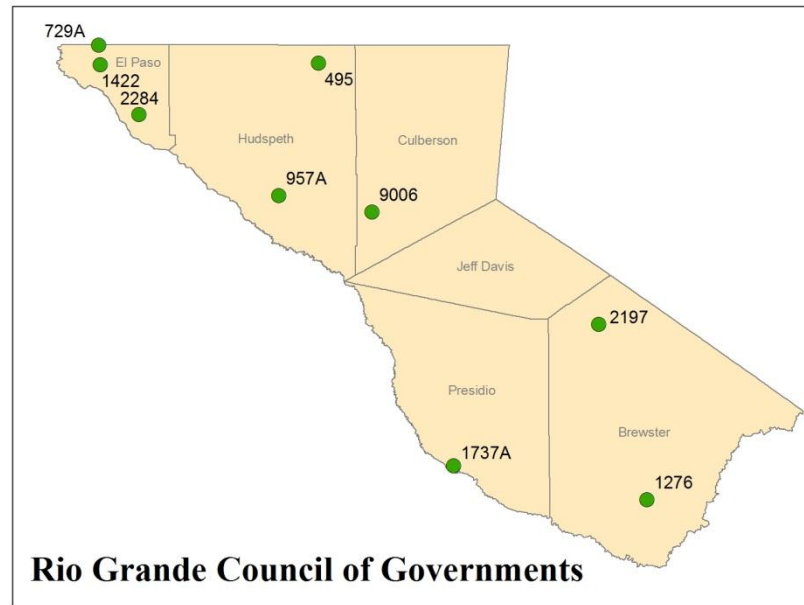 729A
El Paso
1422
495
2284
Hudspeth
Culberson
957A
9006
Jeff Davis
2197
Presidio
Brewster
1737A
1276
Rio Grande Council of Governments